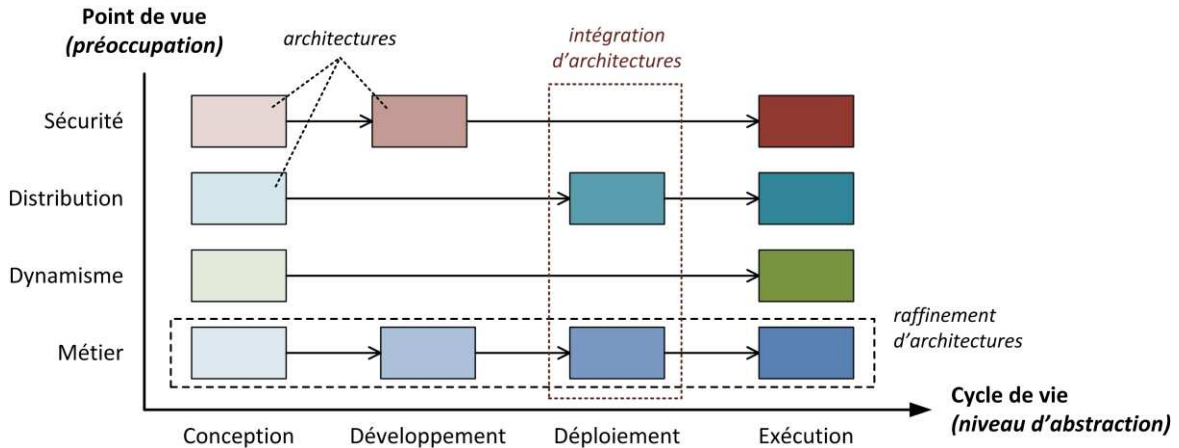 Point de vue
(préoccupation)
architectures
intégration
d'architectures
Sécurité
Distribution
Dynamisme
raffinement
d'architectures
Métier
Cycle de vie
(niveau d'abstraction)
Conception
Développement
Déploiement
Exécution